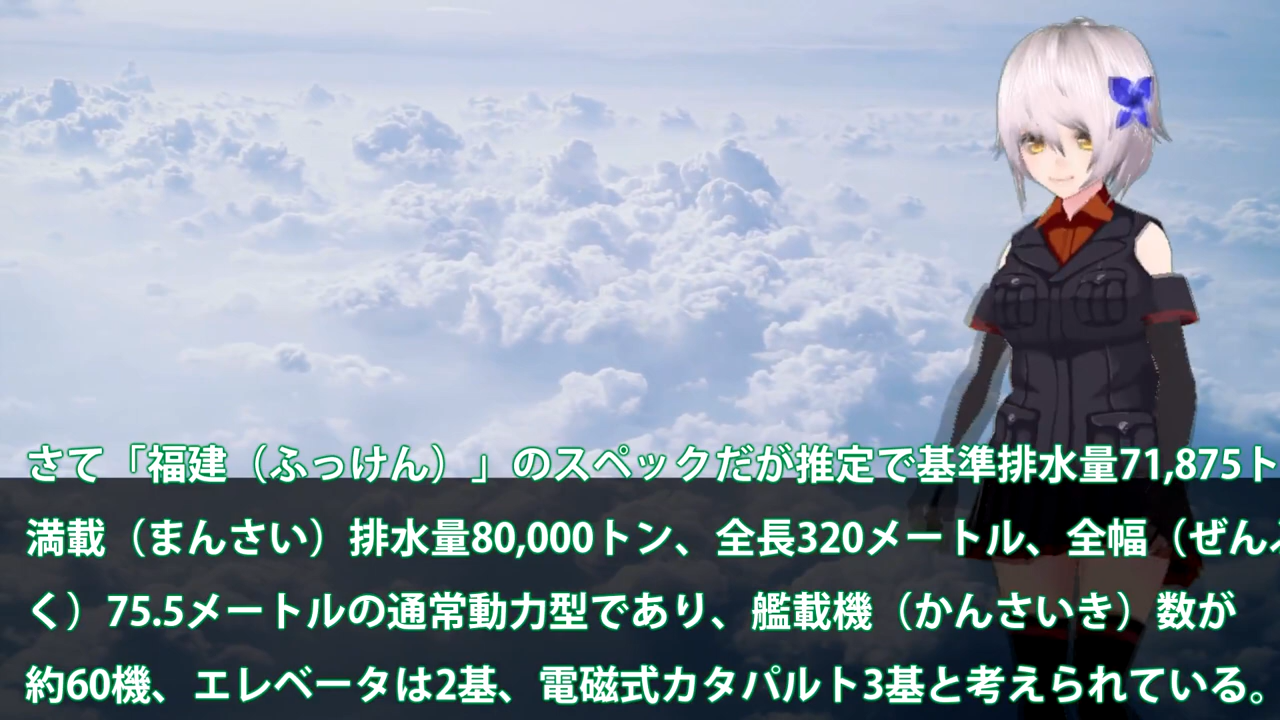 さて「福建（ふっけん）」のスペックだが推定で基準排水量71,875ト
満載（まんさい）排水量80,000トン、全長320メートル、全幅（ぜん
く）75.5メートルの通常動力型であり、艦載機（かんさいき）数が
約60機、エレベータは2基、電磁式カタパルト3基と考えられている。